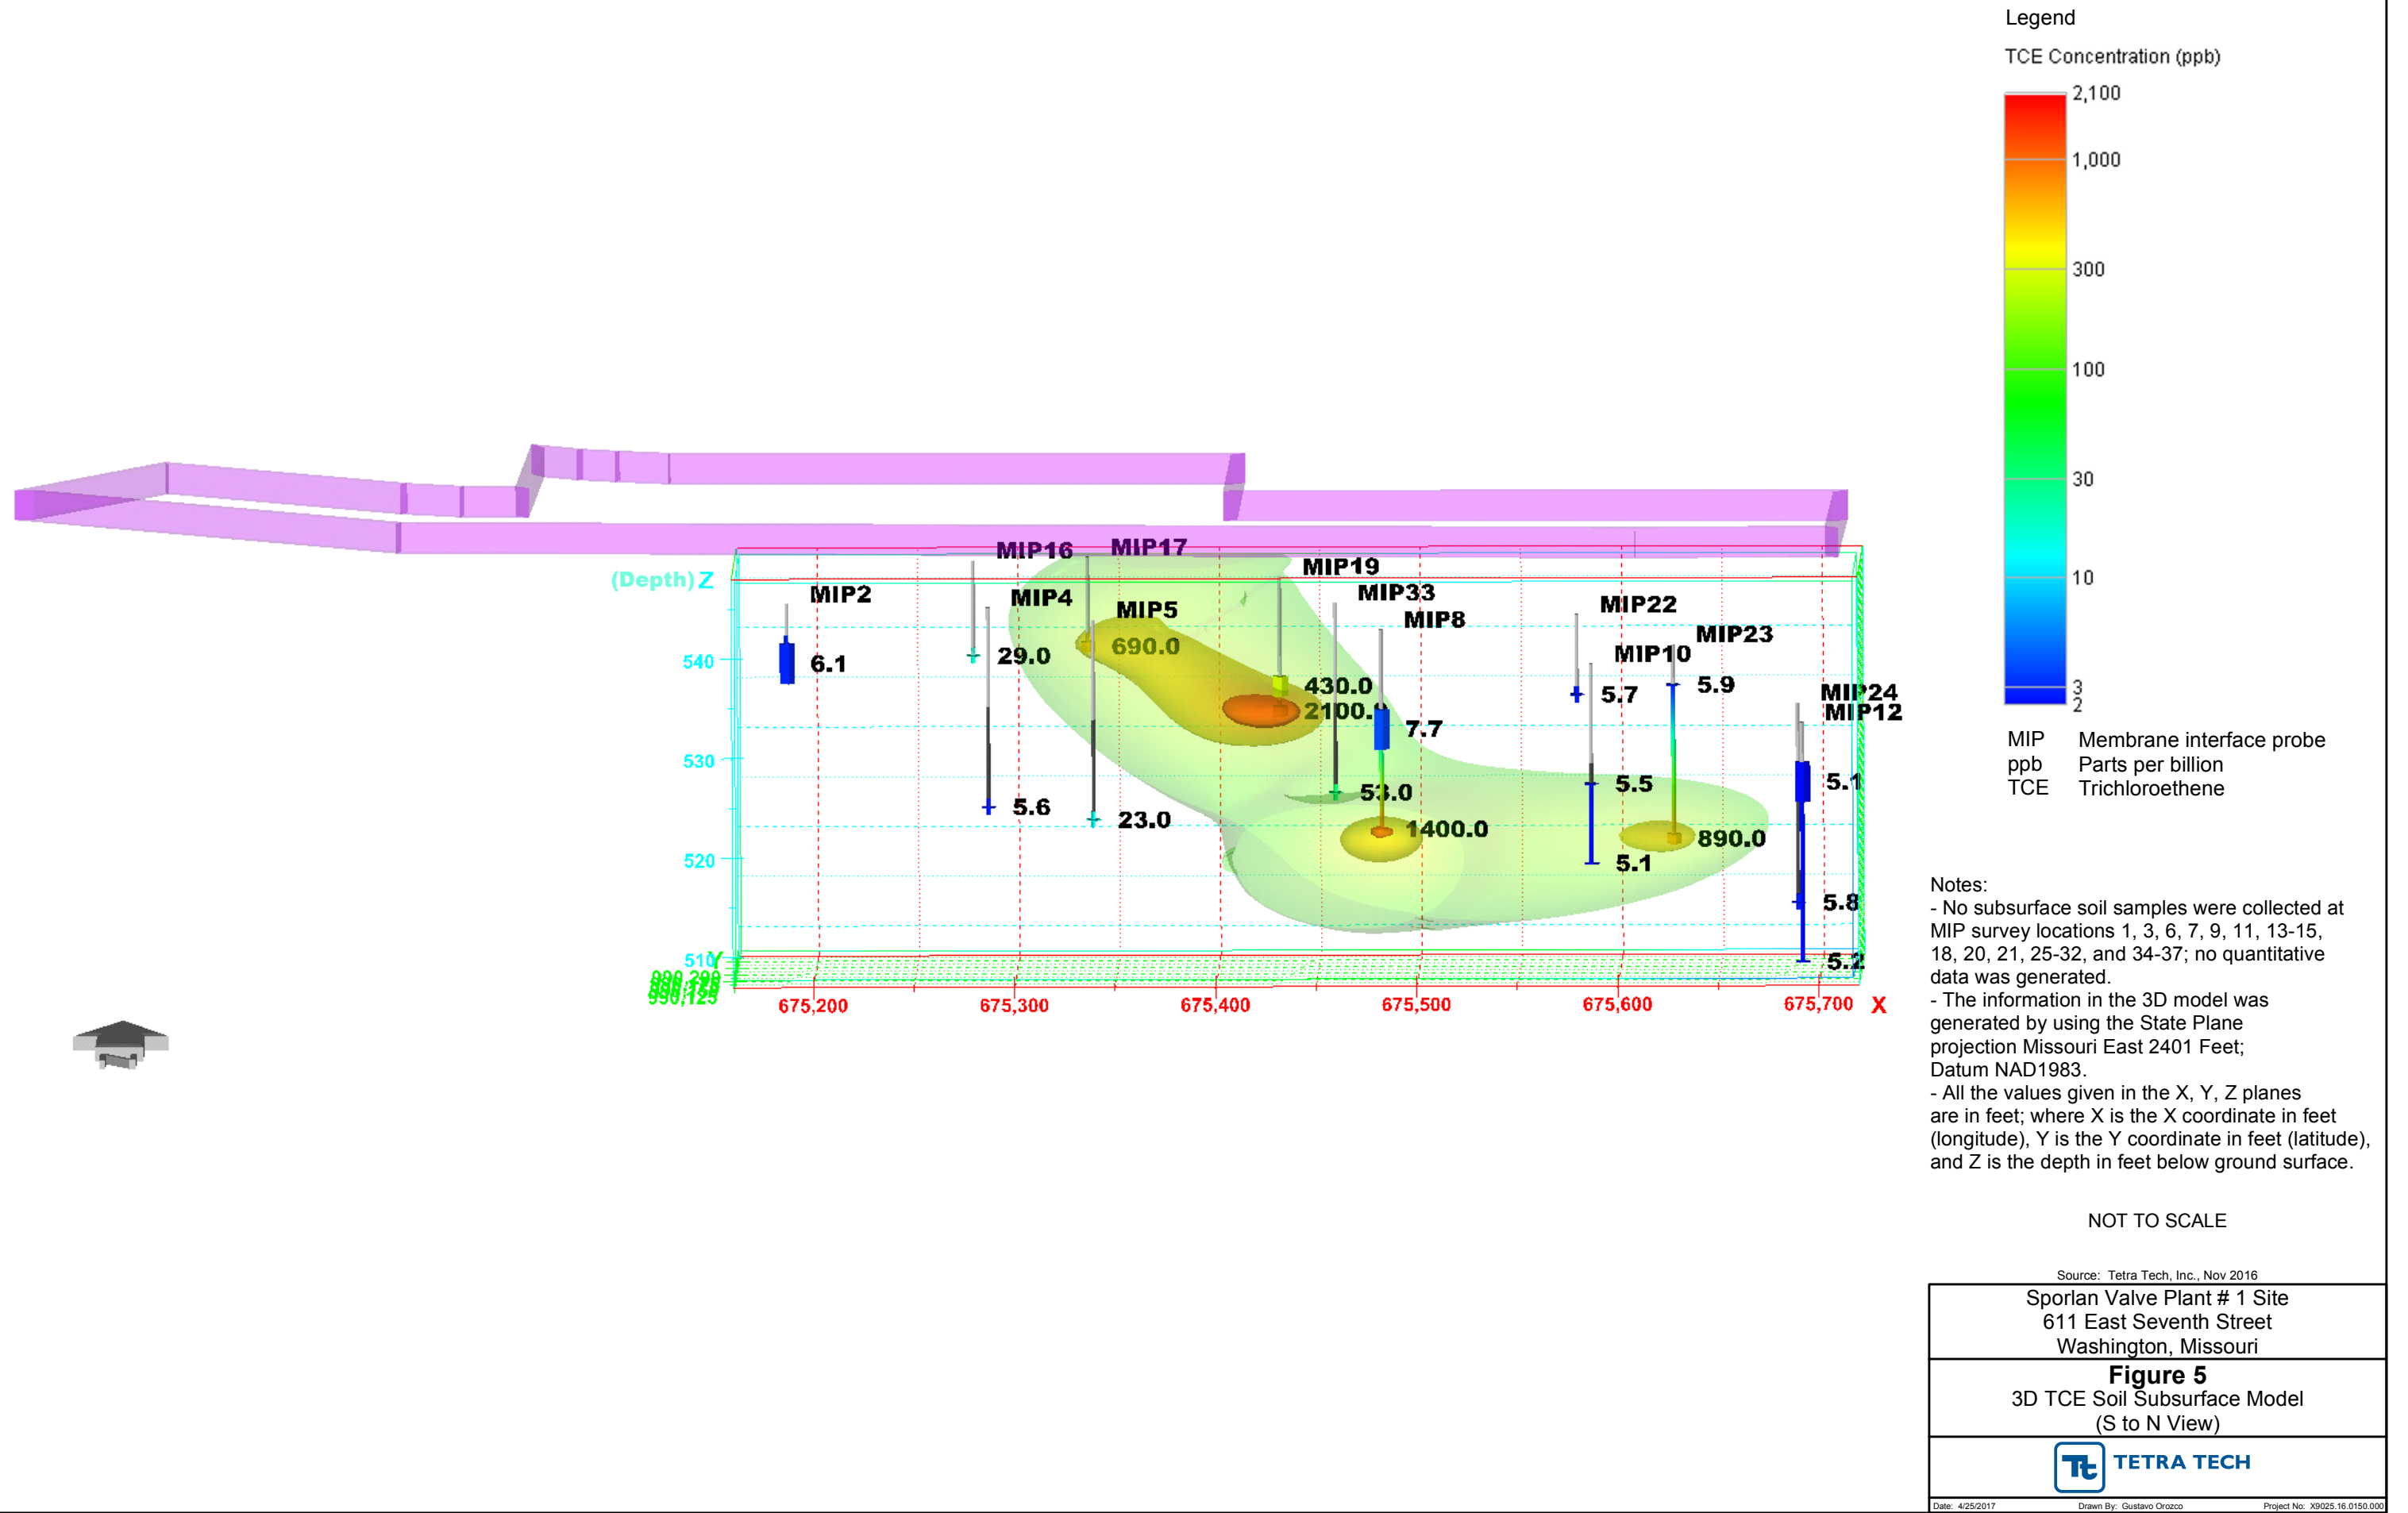 Legend
TCE Concentration (ppb)
2,100
1,000
300
100
30
10
3
2
MIP Membrane interface probe
ppb Parts per billion
TCE Trichloroethene
MIP16
MIP17
MIP19
(Depth) Z
MIP2
MIP4
MIP5
MIP33
MIP8
MIP22
MIP23
MIP10
MIP24
MIP12
690.0
29.0
6.1
430.0
2100.
7.7
5.7
5.9
5.5
5.1
53.0
5.6
23.0
1400.0
890.0
5.1
5.8
5.2
540
530
520
510
Y
990,125
675,200
675,300
675,400
675,500
675,600
675,700
X
Notes:
- No subsurface soil samples were collected at
MIP survey locations 1, 3, 6, 7, 9, 11, 13-15,
18, 20, 21, 25-32, and 34-37; no quantitative
data was generated.
- The information in the 3D model was
generated by using the State Plane
projection Missouri East 2401 Feet;
Datum NAD1983.
- All the values given in the X, Y, Z planes
are in feet; where X is the X coordinate in feet
(longitude), Y is the Y coordinate in feet (latitude),
and Z is the depth in feet below ground surface.
NOT TO SCALE
Source: Tetra Tech, Inc., Nov 2016
Sporlan Valve Plant # 1 Site
611 East Seventh Street
Washington, Missouri
Figure 5
3D TCE Soil Subsurface Model
(S to N View)
Tt TETRA TECH
Date: 4/25/2017 Drawn By: Gustavo Orozco Project No: X9025.16.0150.000